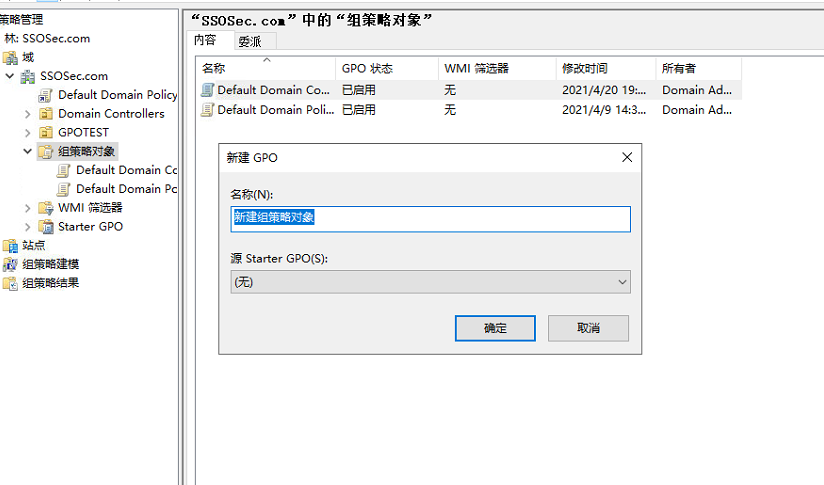 策略管理
林: SSOSec.com
域
SSOSec.com
Default Domain Policy
Domain Controllers
GPOTEST
组策略对象
Default Domain Cc
Default Domain Pc
WMI 筛选器
Starter GPO
站点
组策略建模
组策略结果
“SSOSec.com”中的“组策略对象”
内容 委派
名称 GPO 状态 WMI 筛选器 修改时间 所有者
Default Domain Co... 已启用 无 2021/4/20 19:... Domain Ad...
Default Domain Poli... 已启用 无 2021/4/9 14:3... Domain Ad...
新建 GPO
名称(N):
新建组策略对象
源 Starter GPO(S):
(无)
确定 取消